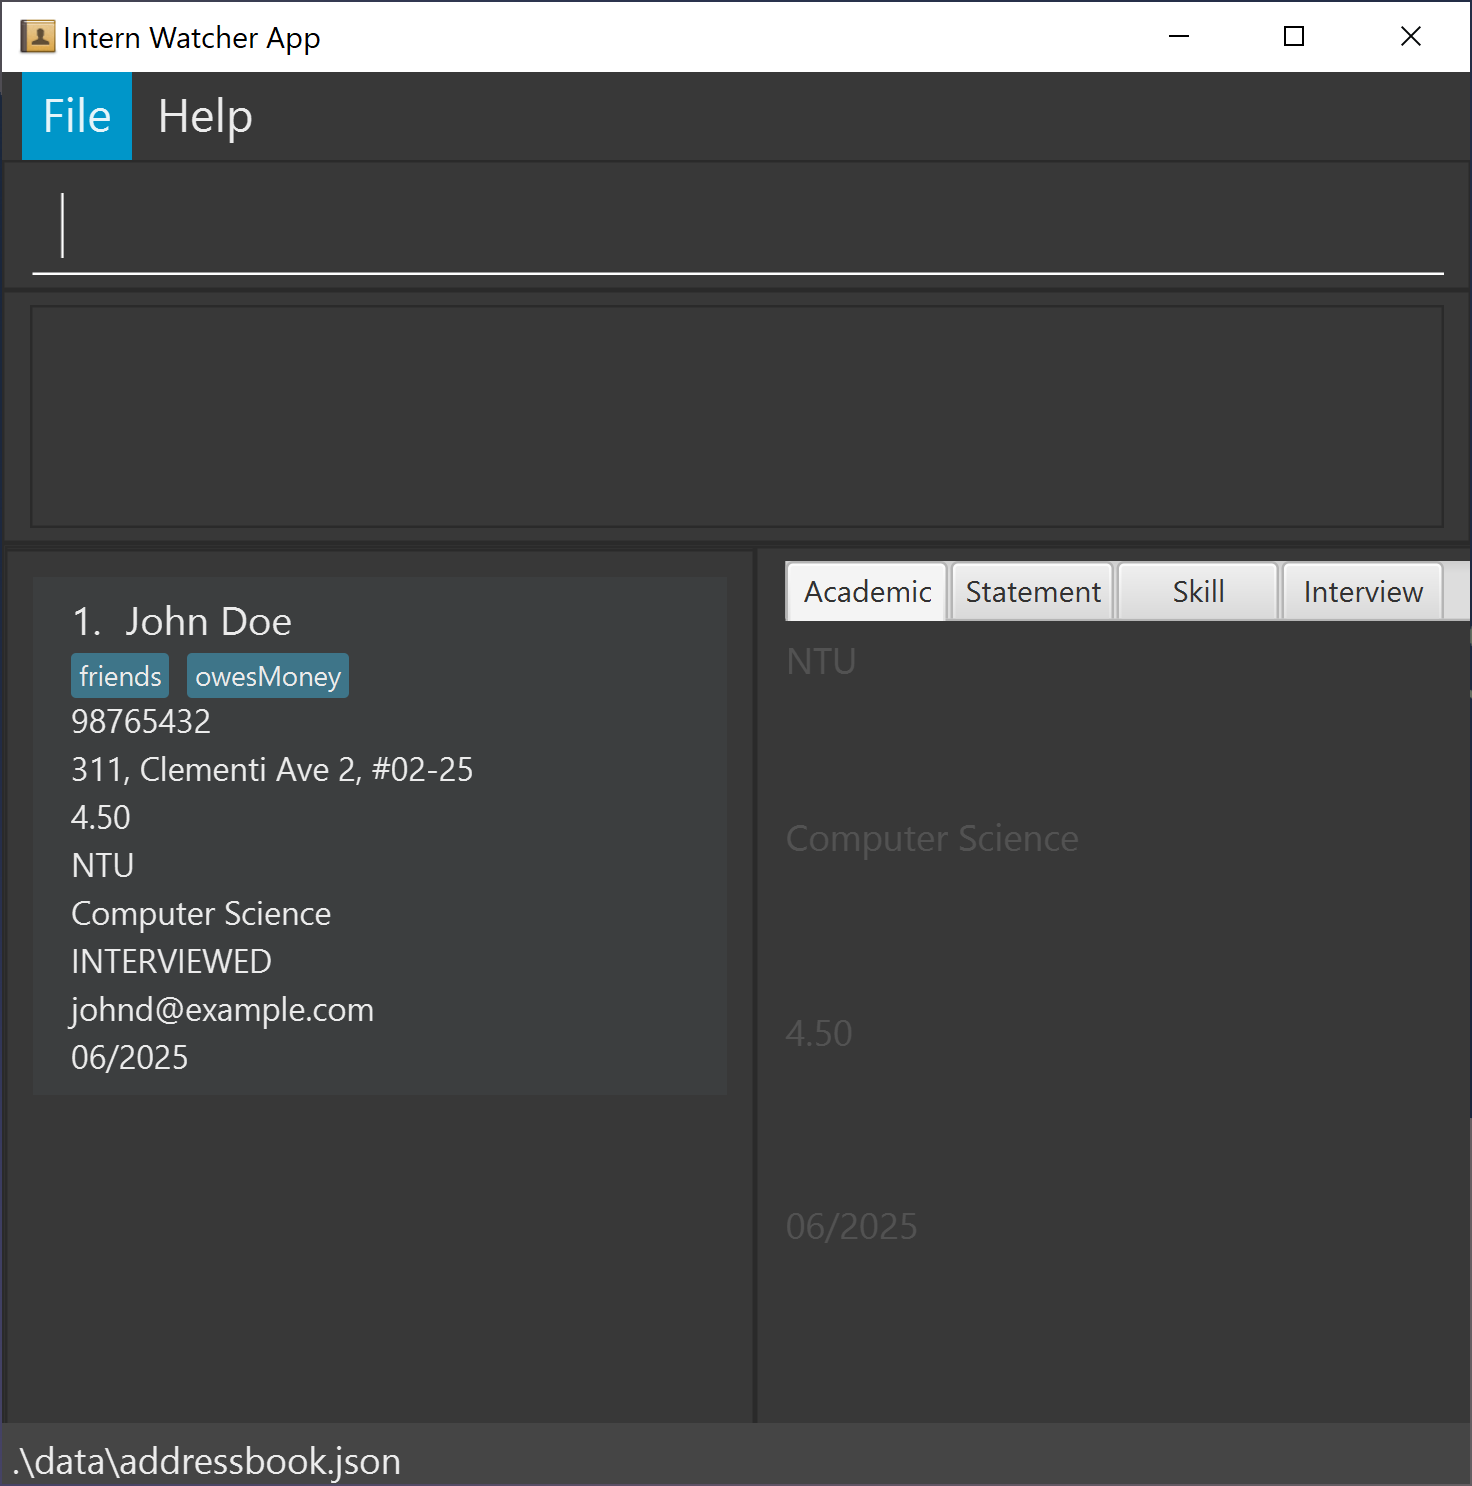 Intern Watcher App
File Help
1. John Doe
friends owesMoney
98765432
311, Clementi Ave 2, #02-25
4.50
NTU
Computer Science
INTERVIEWED
johnd@example.com
06/2025
Academic Statement Skill Interview
NTU
Computer Science
4.50
06/2025
.\data\addressbook.json